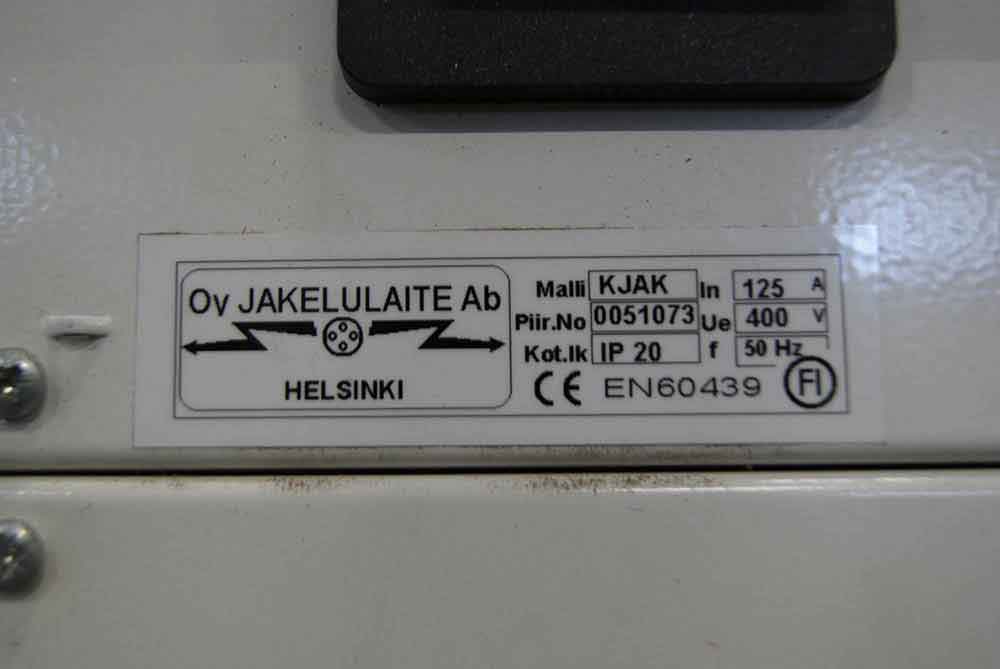 Ov JAKELULAITE Ab
HELSINKI
Malli KJAK In 125 A
Piir.No 0051073 Ue 400 V
Kot.lk IP 20 f 50 Hz
CE EN60439 FI